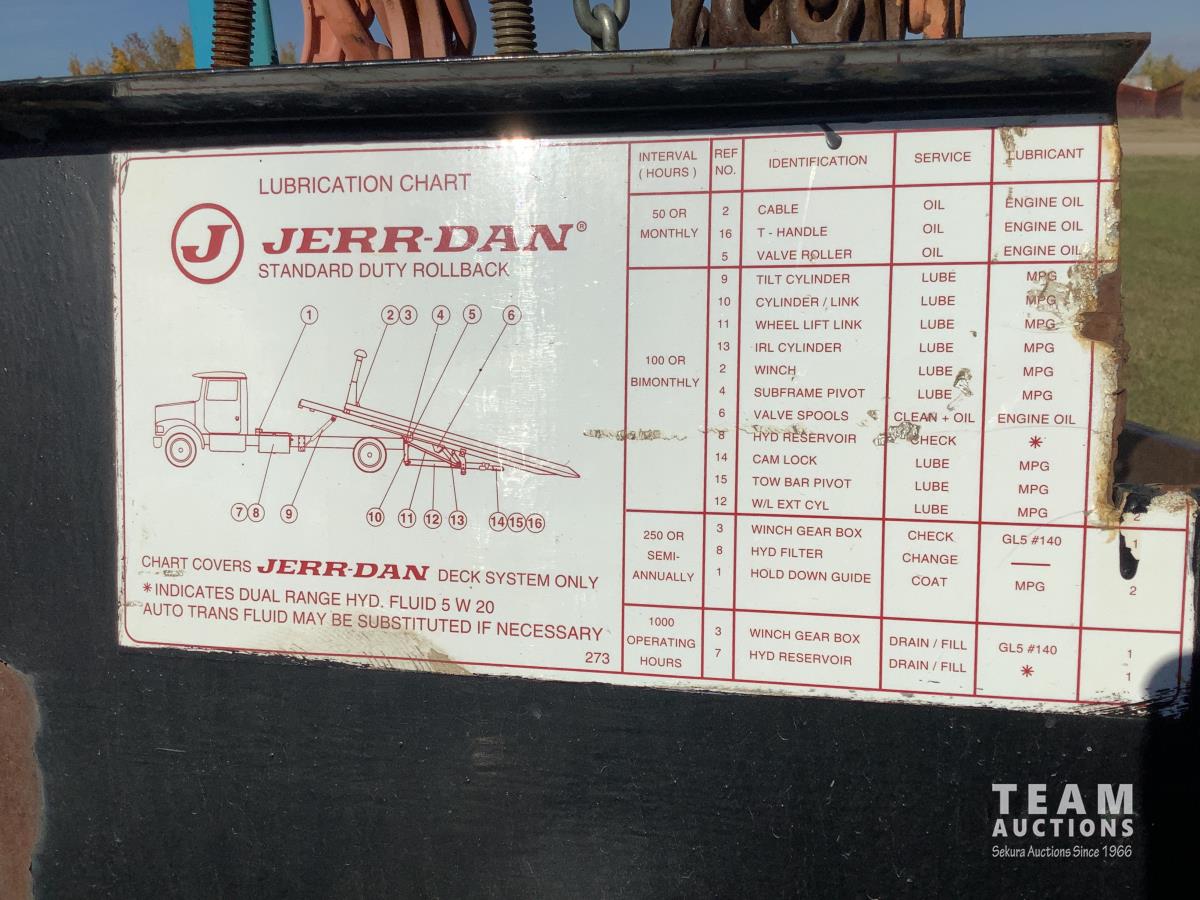 LUBRICATION CHART
J JERR-DAN®
STANDARD DUTY ROLLBACK
1 2 3 4 5 6
7 8 9 10 11 12 13 14 15 16
CHART COVERS JERR-DAN DECK SYSTEM ONLY
* INDICATES DUAL RANGE HYD. FLUID 5 W 20
AUTO TRANS FLUID MAY BE SUBSTITUTED IF NECESSARY
273
INTERVAL (HOURS) REF NO. IDENTIFICATION SERVICE LUBRICANT
50 OR MONTHLY
2 CABLE OIL ENGINE OIL
16 T - HANDLE OIL ENGINE OIL
5 VALVE ROLLER OIL ENGINE OIL
100 OR BIMONTHLY
9 TILT CYLINDER LUBE MPG
10 CYLINDER / LINK LUBE MPG
11 WHEEL LIFT LINK LUBE MPG
13 IRL CYLINDER LUBE MPG
2 WINCH LUBE MPG
4 SUBFRAME PIVOT LUBE MPG
6 VALVE SPOOLS CLEAN + OIL ENGINE OIL
8 HYD RESERVOIR CHECK *
14 CAM LOCK LUBE MPG
15 TOW BAR PIVOT LUBE MPG
12 W/L EXT CYL LUBE MPG 2
250 OR SEMI-ANNUALLY
3 WINCH GEAR BOX CHECK GL5 #140 1
8 HYD FILTER CHANGE —
1 HOLD DOWN GUIDE COAT MPG 2
1000 OPERATING HOURS
3 WINCH GEAR BOX DRAIN / FILL GL5 #140 1
7 HYD RESERVOIR DRAIN / FILL * 1
TEAM
AUCTIONS
Sekura Auctions Since 1966